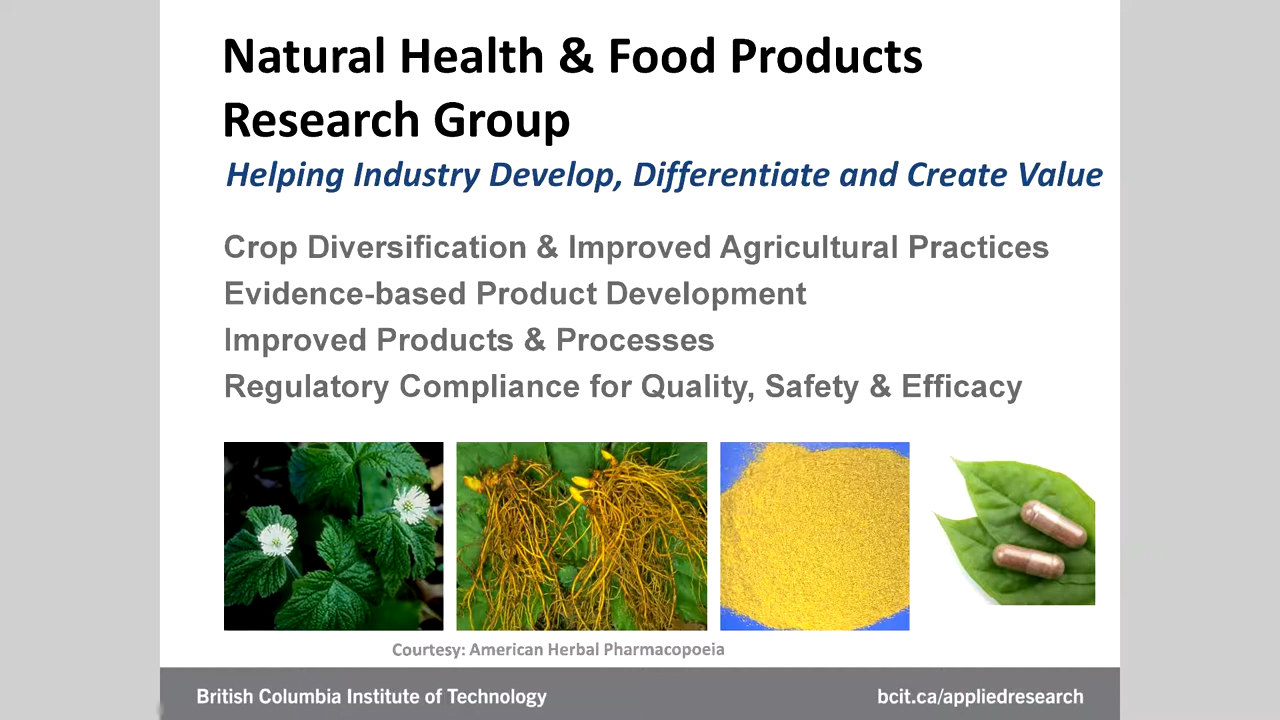 Natural Health & Food Products
Research Group
Helping Industry Develop, Differentiate and Create Value
Crop Diversification & Improved Agricultural Practices
Evidence-based Product Development
Improved Products & Processes
Regulatory Compliance for Quality, Safety & Efficacy
Courtesy: American Herbal Pharmacopoeia
British Columbia Institute of Technology
bcit.ca/appliedresearch